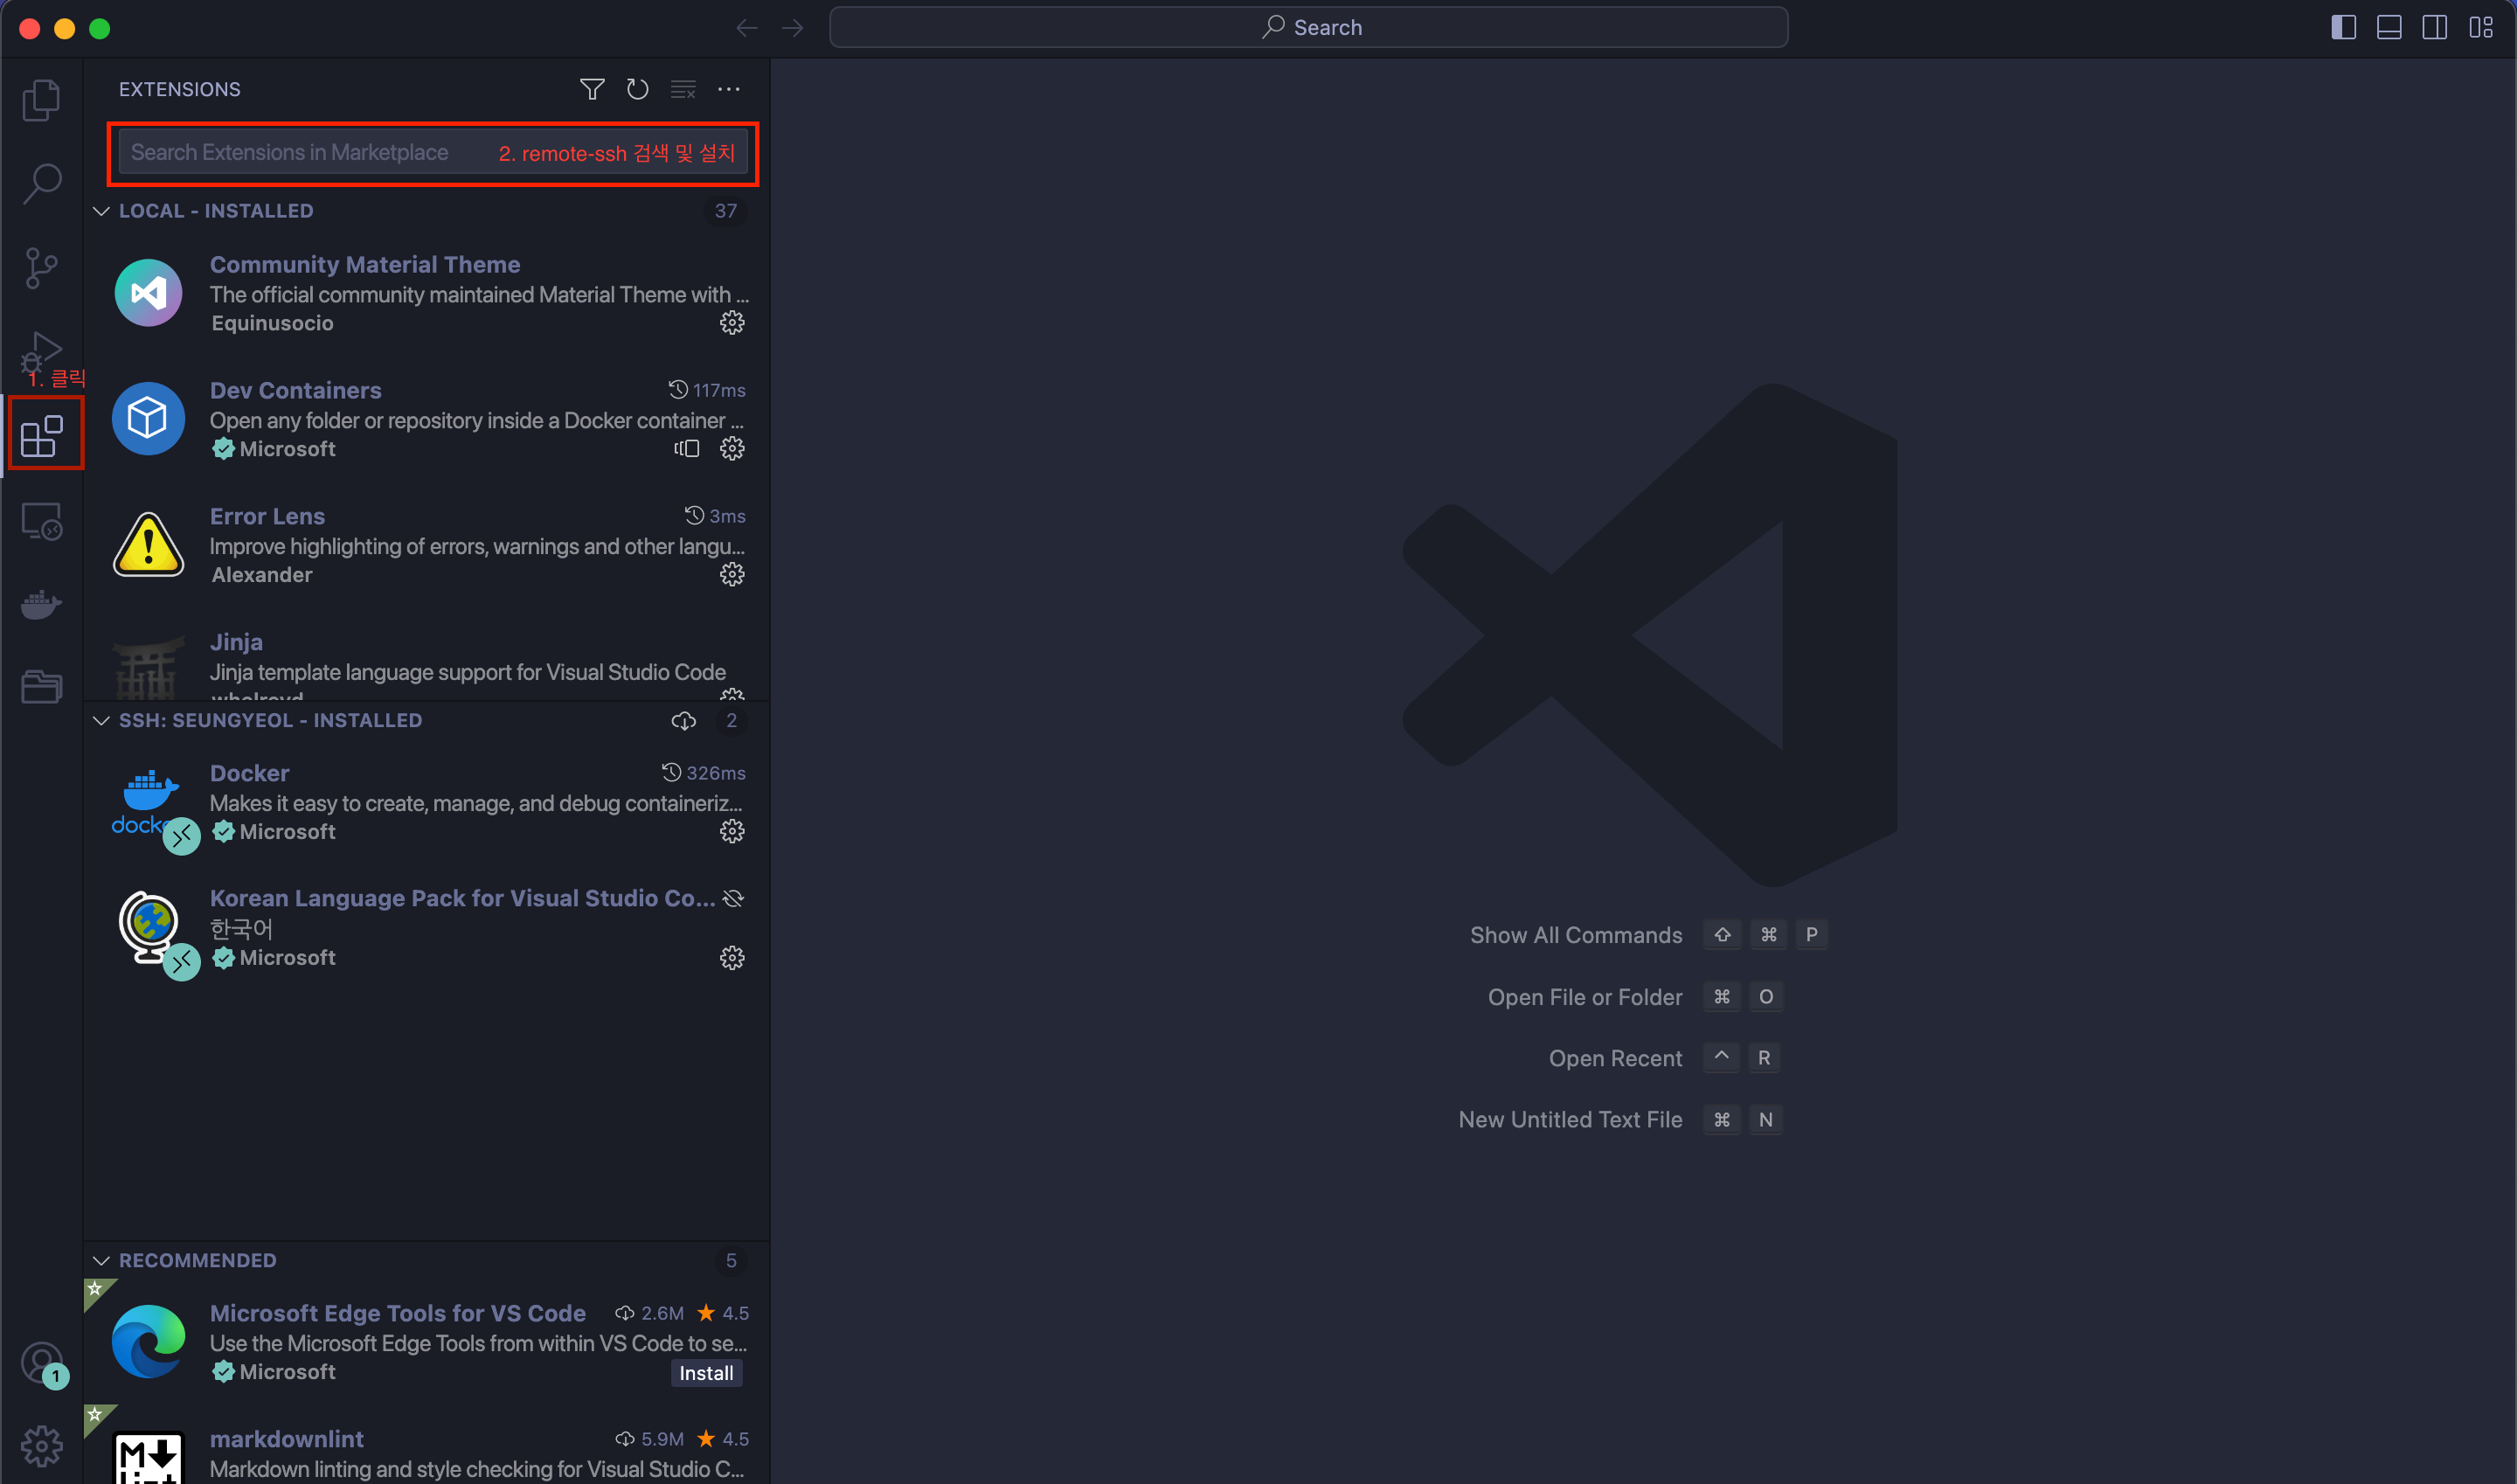 Search
EXTENSIONS
Search Extensions in Marketplace
2. remote-ssh 검색 및 설치
LOCAL - INSTALLED
37
Community Material Theme
The official community maintained Material Theme with ...
Equinusocio
1. 클릭
Dev Containers
117ms
Open any folder or repository inside a Docker container ...
Microsoft
Error Lens
3ms
Improve highlighting of errors, warnings and other langu...
Alexander
Jinja
Jinja template language support for Visual Studio Code
SSH: SEUNGYEOL - INSTALLED
2
Docker
326ms
Makes it easy to create, manage, and debug containeriz...
Microsoft
Korean Language Pack for Visual Studio Co...
한국어
Microsoft
Show All Commands ⇧ ⌘ P
Open File or Folder ⌘ O
Open Recent ^ R
New Untitled Text File ⌘ N
RECOMMENDED
5
Microsoft Edge Tools for VS Code
2.6M ★ 4.5
Use the Microsoft Edge Tools from within VS Code to se...
Microsoft
Install
1
markdownlint
5.9M ★ 4.5
Markdown linting and style checking for Visual Studio C...